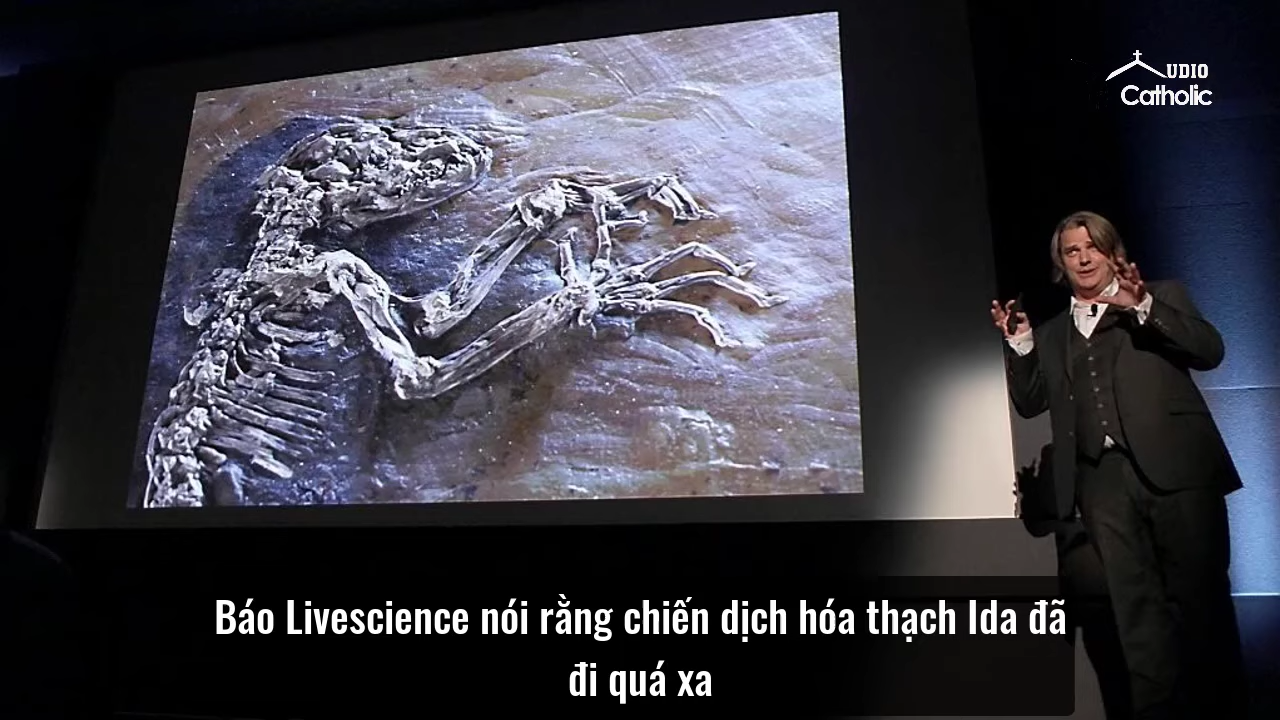 UDIO
Catholic
Báo Livescience nói rằng chiến dịch hóa thạch Ida đã
đi quá xa